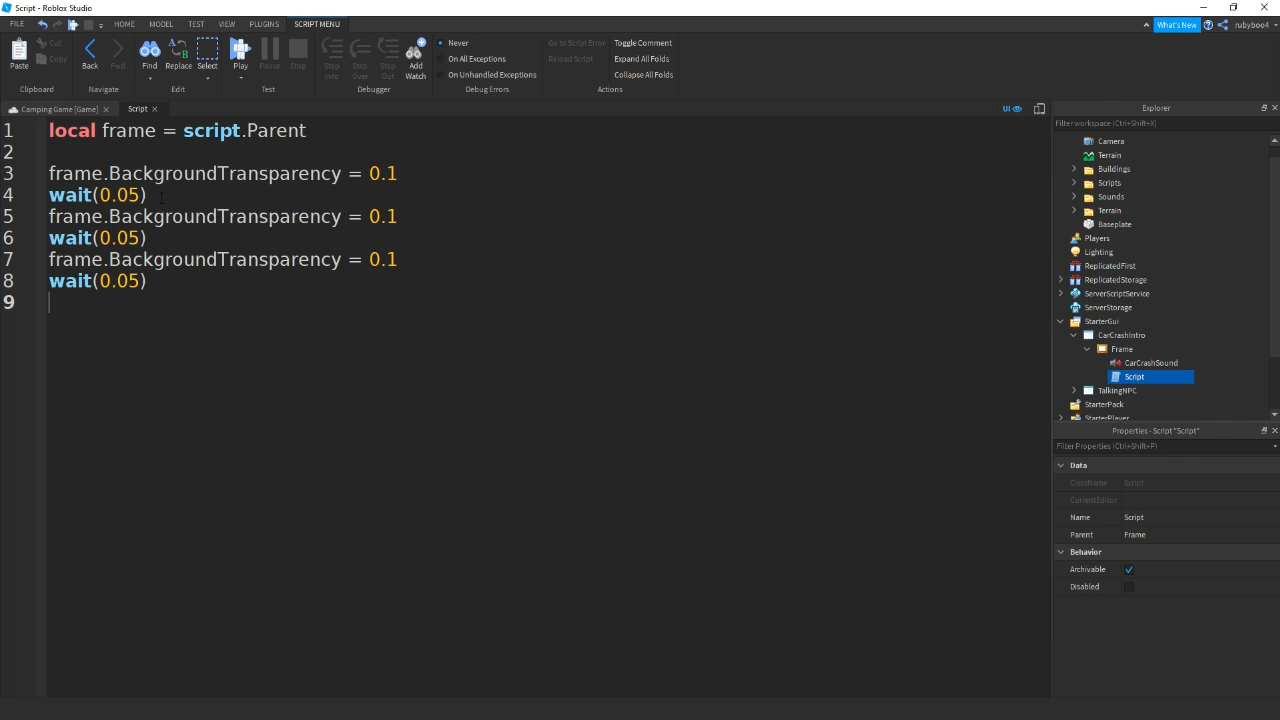 Script - Roblox Studio
FILE HOME MODEL TEST VIEW PLUGINS SCRIPT MENU What's New rubyboo4
Paste Cut Copy Back Fwd Find Replace Select Play Pause Stop Step Into Step Over Step Out Add Watch
Never
On All Exceptions
On Unhandled Exceptions
Go to Script Error
Reload Script
Toggle Comment
Expand All Folds
Collapse All Folds
Clipboard Navigate Edit Test Debugger Debug Errors Actions
Camping Game [Game] Script UI
1 local frame = script.Parent
2
3 frame.BackgroundTransparency = 0.1
4 wait(0.05)
5 frame.BackgroundTransparency = 0.1
6 wait(0.05)
7 frame.BackgroundTransparency = 0.1
8 wait(0.05)
9
Explorer
Filter workspace (Ctrl+Shift+X)
Camera
Terrain
Buildings
Scripts
Sounds
Terrain
Baseplate
Players
Lighting
ReplicatedFirst
ReplicatedStorage
ServerScriptService
ServerStorage
StarterGui
CarCrashIntro
Frame
CarCrashSound
Script
TalkingNPC
StarterPack
StarterPlayer
Properties - Script "Script"
Filter Properties (Ctrl+Shift+P)
Data
ClassName Script
CurrentEditor
Name Script
Parent Frame
Behavior
Archivable
Disabled